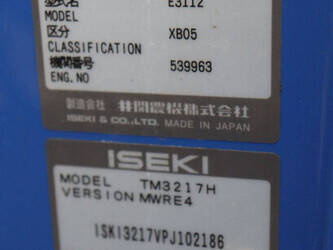 型式名 E3112
MODEL
区分 XB05
CLASSIFICATION
機関番号 539963
ENG.NO
製造会社 井関農機株式会社
ISEKI & CO.,LTD. MADE IN JAPAN
ISEKI
MODEL TM3217H
VERSION MWRE4
ISKI3217VPJ102186